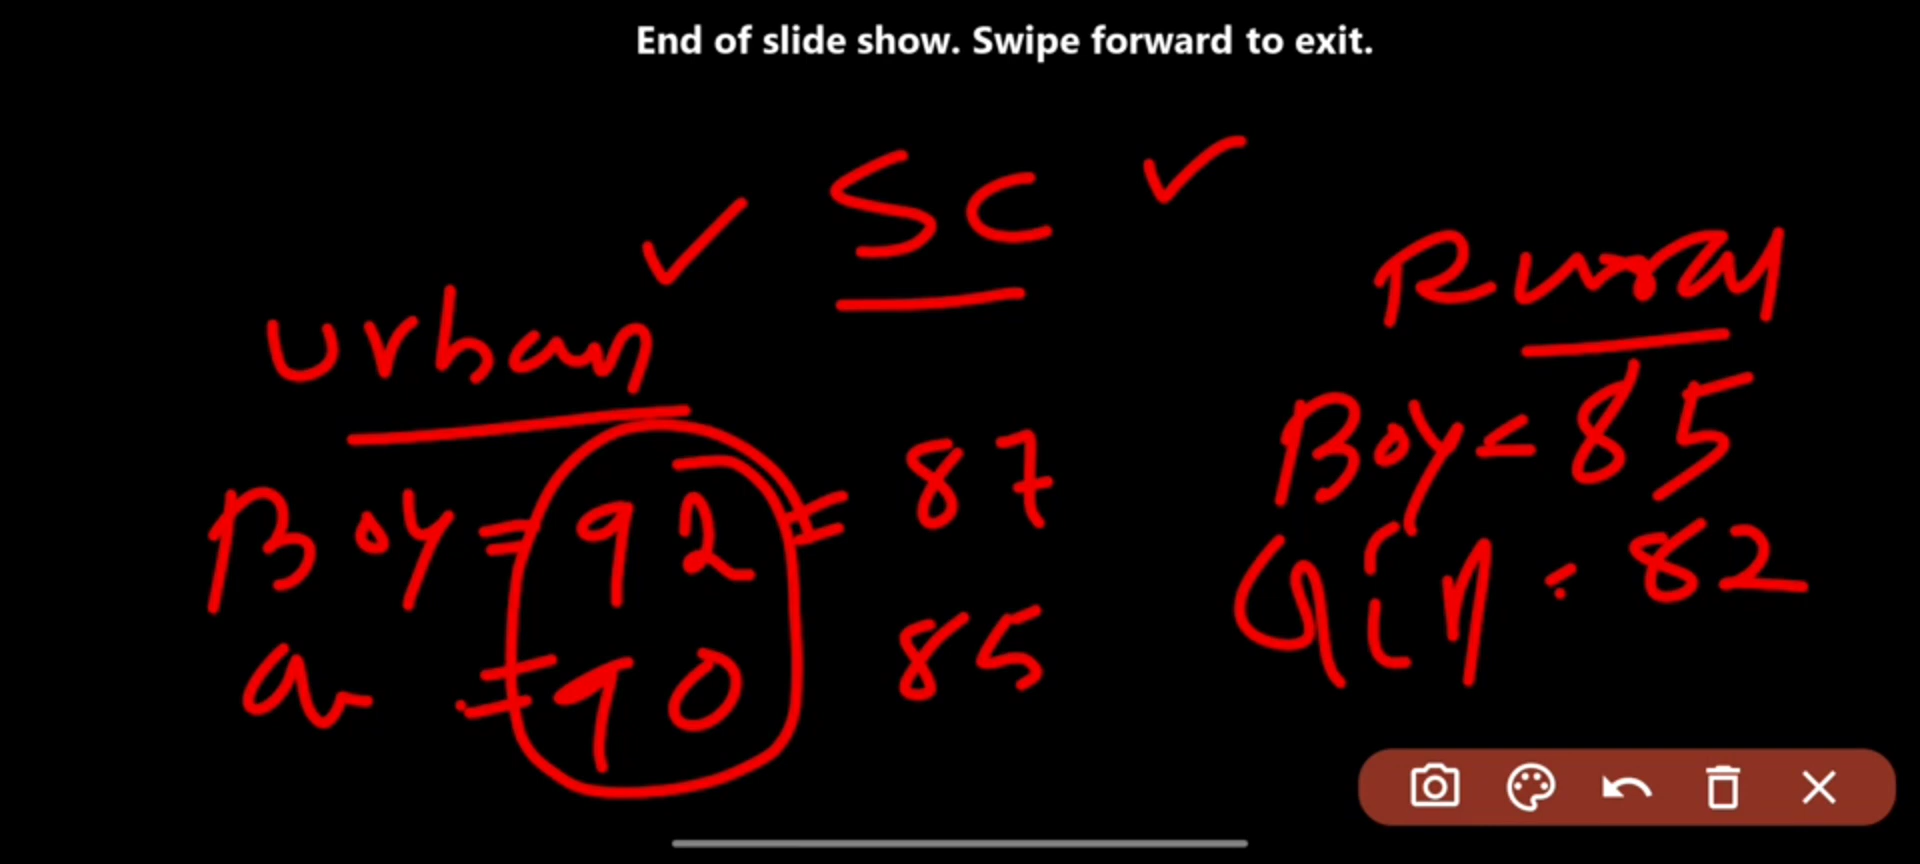 End of slide show. Swipe forward to exit.
SC
Urban
Rural
Boy = 92 = 87
= 90 85
Boy = 85
Girl = 82